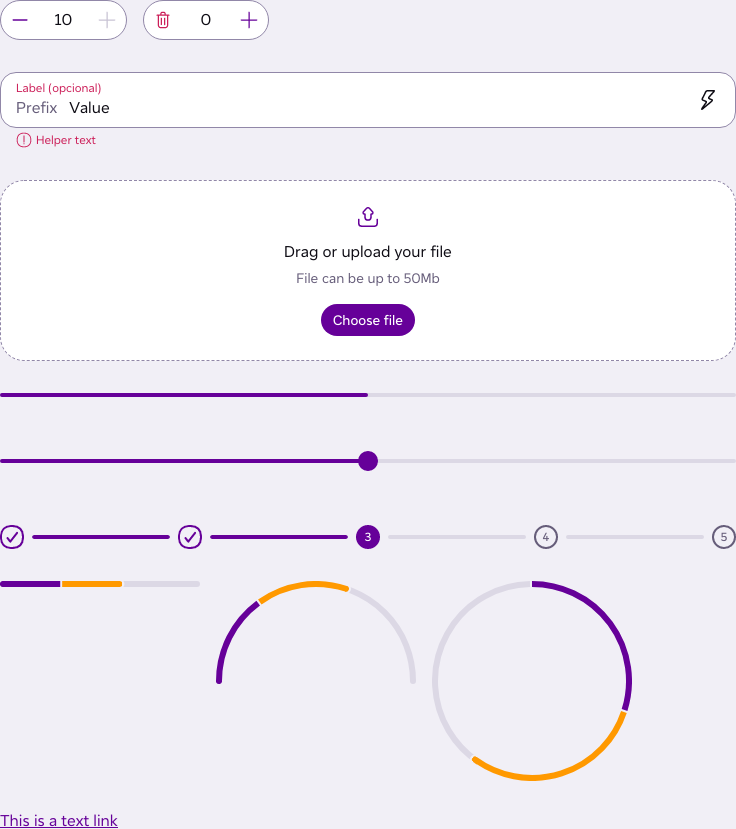 10
0
Label (opcional)
Prefix Value
Helper text
Drag or upload your file
File can be up to 50Mb
Choose file
3
4
5
This is a text link